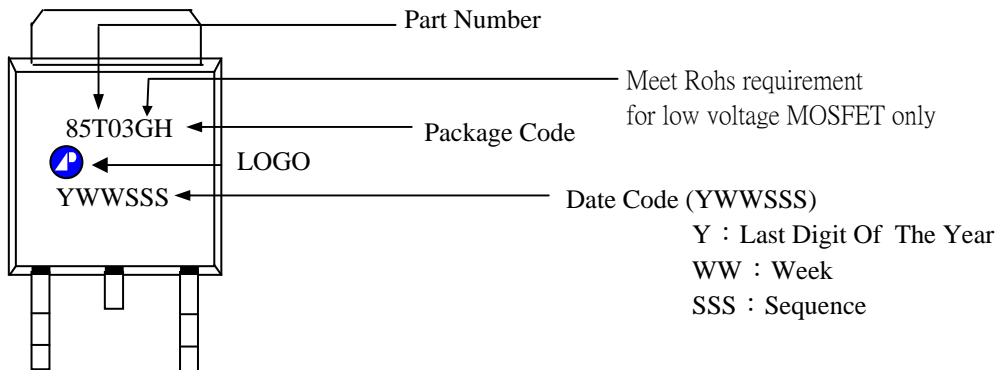 Part Number
Meet Rohs requirement
for low voltage MOSFET only
85T03GH
Package Code
LOGO
YWWSSS
Date Code (YWWSSS)
Y：Last Digit Of The Year
WW：Week
SSS：Sequence